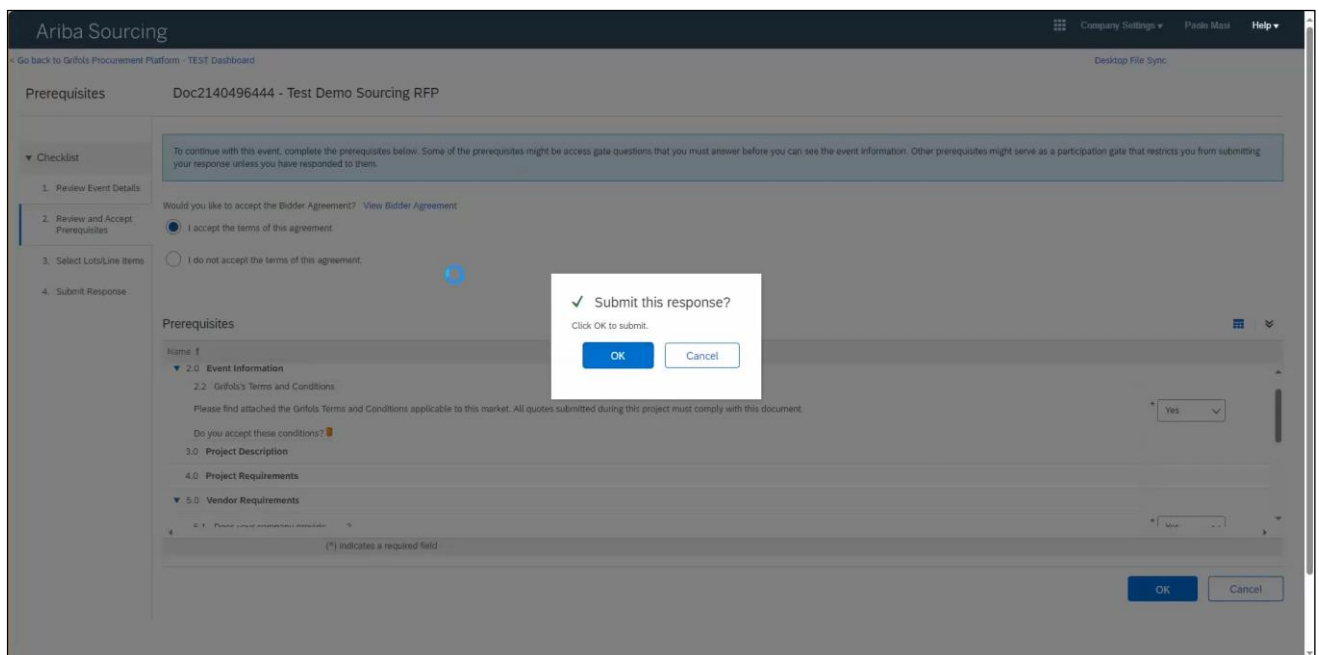 Ariba Sourcing
Company Settings ▾ Paolo Masi Help ▾
< Go back to Grifols Procurement Platform - TEST Dashboard
Desktop File Sync
Prerequisites
Doc2140496444 - Test Demo Sourcing RFP
▼ Checklist
1. Review Event Details
2. Review and Accept
Prerequisites
3. Select Lots/Line Items
4. Submit Response
To continue with this event, complete the prerequisites below. Some of the prerequisites might be access gate questions that you must answer before you can see the event information. Other prerequisites might serve as a participation gate that restricts you from submitting
your response unless you have responded to them.
Would you like to accept the Bidder Agreement? View Bidder Agreement
I accept the terms of this agreement.
I do not accept the terms of this agreement.
✓ Submit this response?
Click OK to submit.
OK Cancel
Prerequisites
Name ↑
▼ 2.0 Event Information
2.2 Grifols's Terms and Conditions
Please find attached the Grifols Terms and Conditions applicable to this market. All quotes submitted during this project must comply with this document.
* Yes
Do you accept these conditions?
3.0 Project Description
4.0 Project Requirements
▼ 5.0 Vendor Requirements
5.1 Does your company provide ....?
* Yes
(*) indicates a required field
OK Cancel